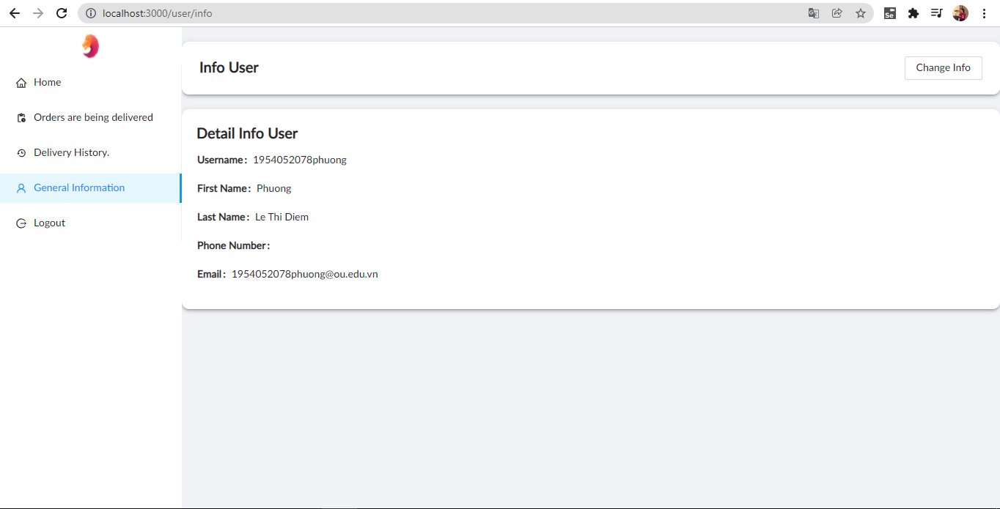 localhost:3000/user/info
Se
Home
Orders are being delivered
Delivery History.
General Information
Logout
Info User
Change Info
Detail Info User
Username: 1954052078phuong
First Name: Phuong
Last Name: Le Thi Diem
Phone Number:
Email: 1954052078phuong@ou.edu.vn